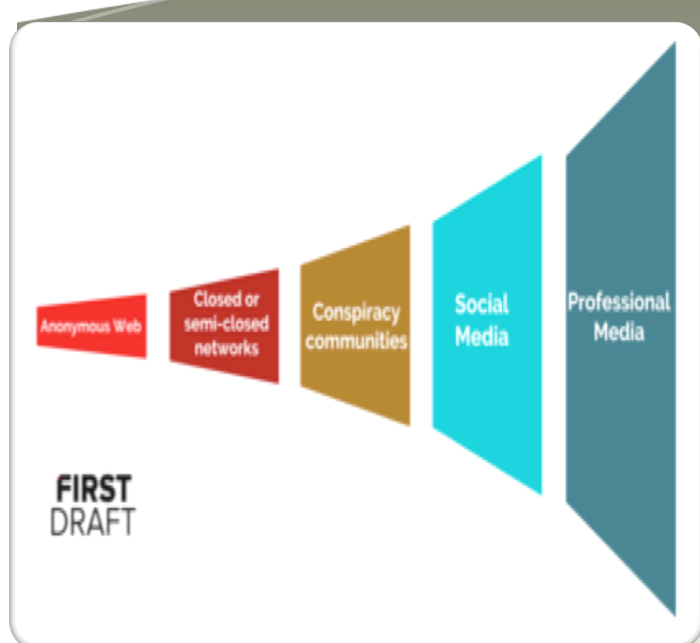 Anonymous Web
Closed or
semi-closed
networks
Conspiracy
communities
Social
Media
Professional
Media
FIRST
DRAFT